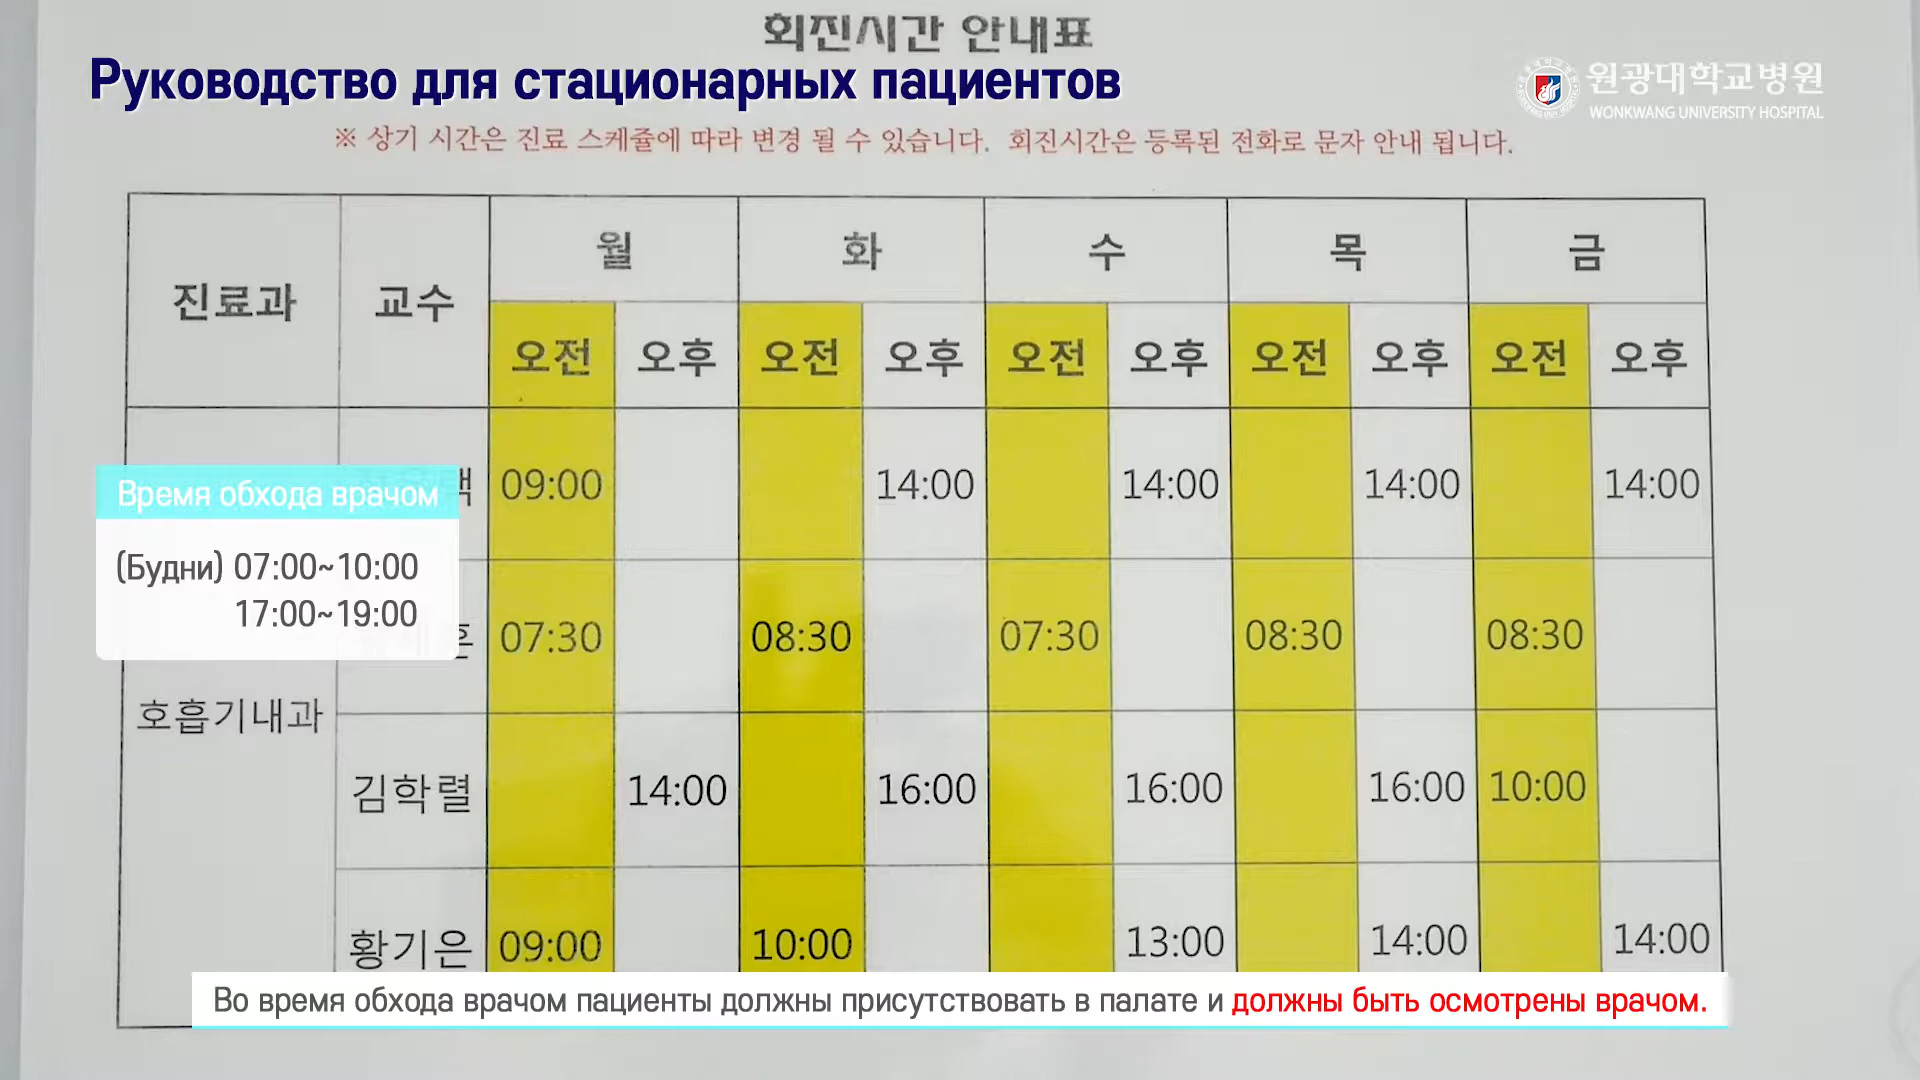 회진시간 안내표
Руководство для стационарных пациентов
원광대학교병원
WONKWANG UNIVERSITY HOSPITAL
※ 상기 시간은 진료 스케쥴에 따라 변경 될 수 있습니다. 회진시간은 등록된 전화로 문자 안내 됩니다.
진료과 교수 월 화 수 목 금
오전 오후 오전 오후 오전 오후 오전 오후 오전 오후
09:00 14:00 14:00 14:00 14:00
Время обхода врачом
(Будни) 07:00~10:00
17:00~19:00
07:30 08:30 07:30 08:30 08:30
호흡기내과
김학렬 14:00 16:00 16:00 16:00 10:00
황기은 09:00 10:00 13:00 14:00 14:00
Во время обхода врачом пациенты должны присутствовать в палате и должны быть осмотрены врачом.